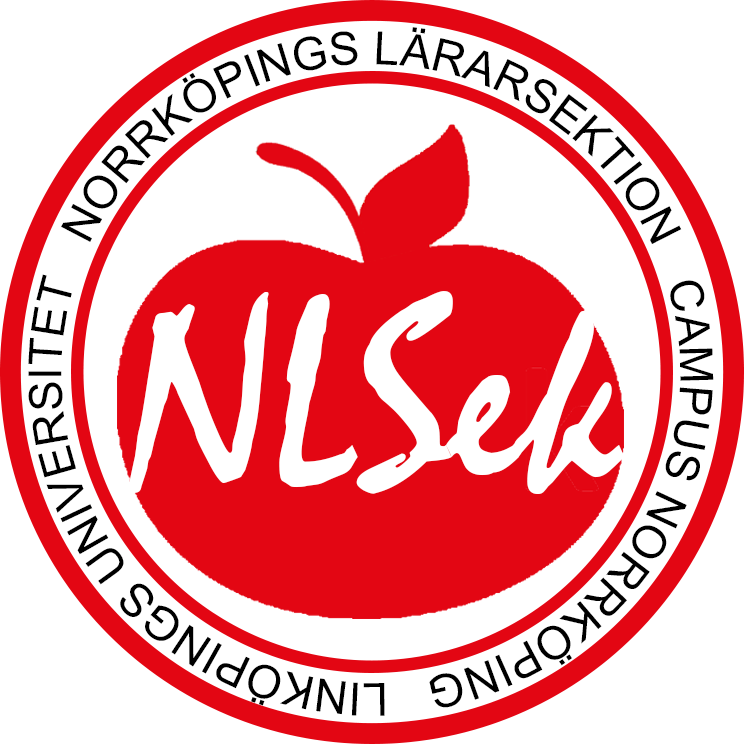 NORRKÖPINGS LÄRARSEKTION
CAMPUS NORRKÖPING
LINKÖPINGS UNIVERSITET
NLSek